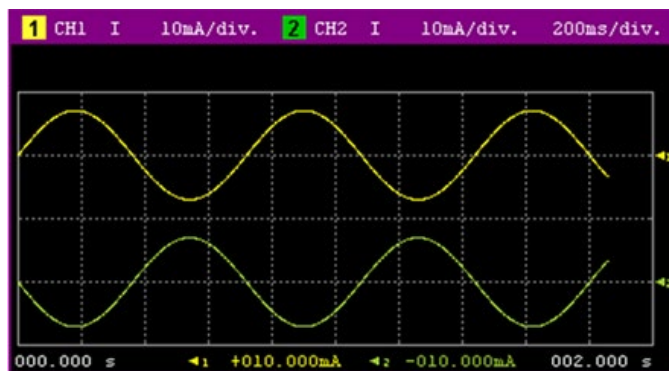 1 CH1 I 10mA/div. 2 CH2 I 10mA/div. 200ms/div.
000.000 s ◄1 +010.000mA ◄2 -010.000mA 002.000 s